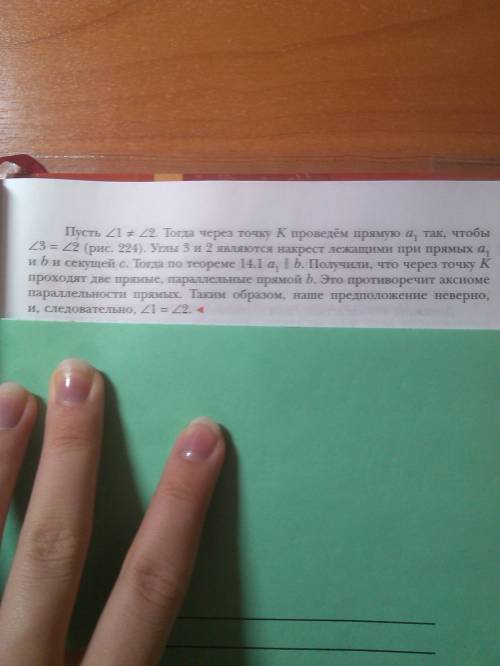 Пусть ∠1 ≠ ∠2. Тогда через точку K проведём прямую a₁ так, чтобы
∠3 = ∠2 (рис. 224). Углы 3 и 2 являются накрест лежащими при прямых a₁
и b и секущей c. Тогда по теореме 14.1 a₁ ∥ b. Получили, что через точку K
проходят две прямые, параллельные прямой b. Это противоречит аксиоме
параллельности прямых. Таким образом, наше предположение неверно,
и, следовательно, ∠1 = ∠2. ◄